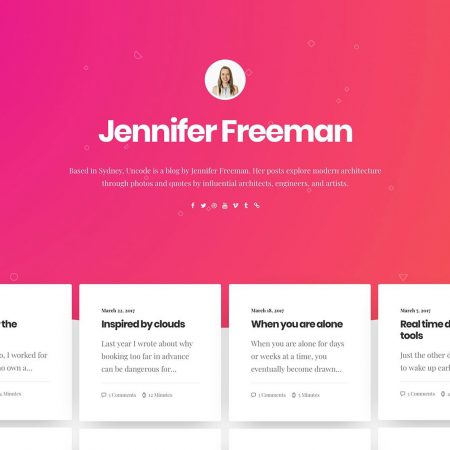 Jennifer Freeman
Based in Sydney, Uncode is a blog by Jennifer Freeman. Her posts explore modern architecture
through photos and quotes by influential architects, engineers, and artists.
the
o, I worked for
no own a...
Minutes
March 22, 2017
Inspired by clouds
Last year I wrote about why
booking too far in advance
can be dangerous for...
3 Comments 12 Minutes
March 18, 2017
When you are alone
When you are alone for days
or weeks at a time, you
eventually become drawn...
3 Comments 5 Minutes
March 5, 2017
Real time d
tools
Just the other d
to wake up earl
3 Comments